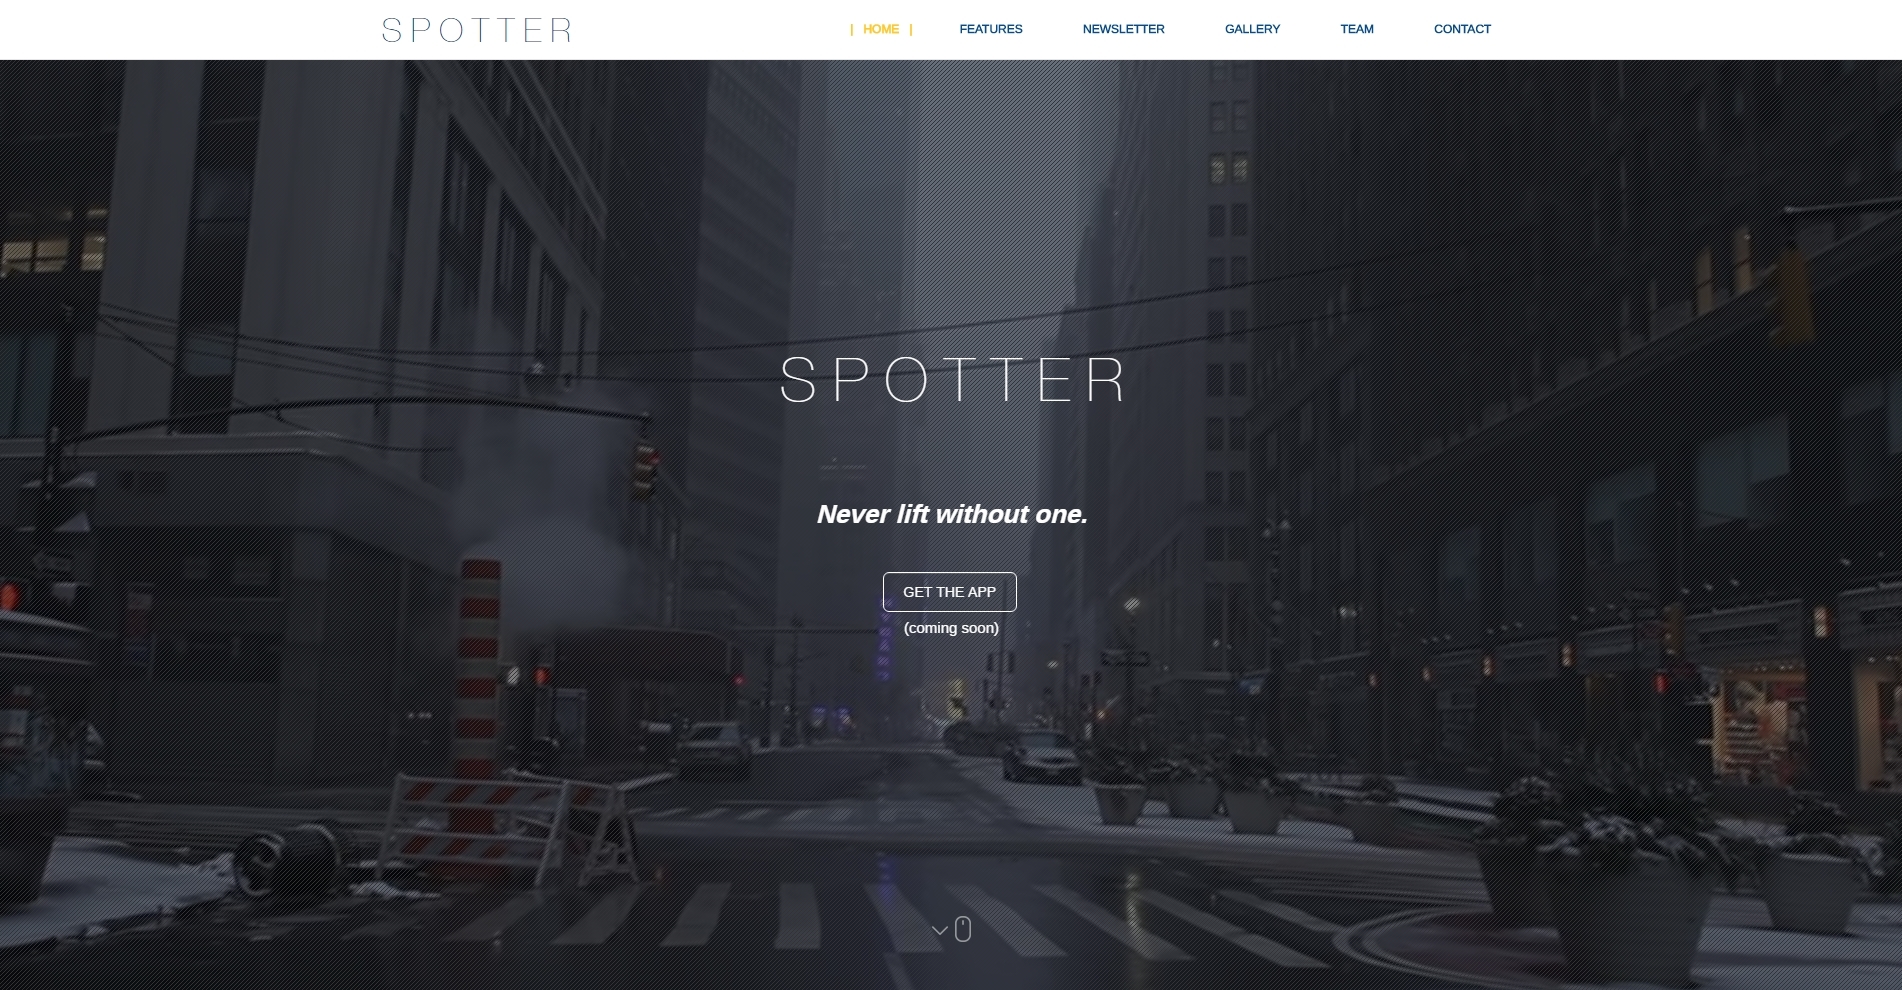 SPOTTER
| HOME | FEATURES NEWSLETTER GALLERY TEAM CONTACT
SPOTTER
Never lift without one.
GET THE APP
(coming soon)